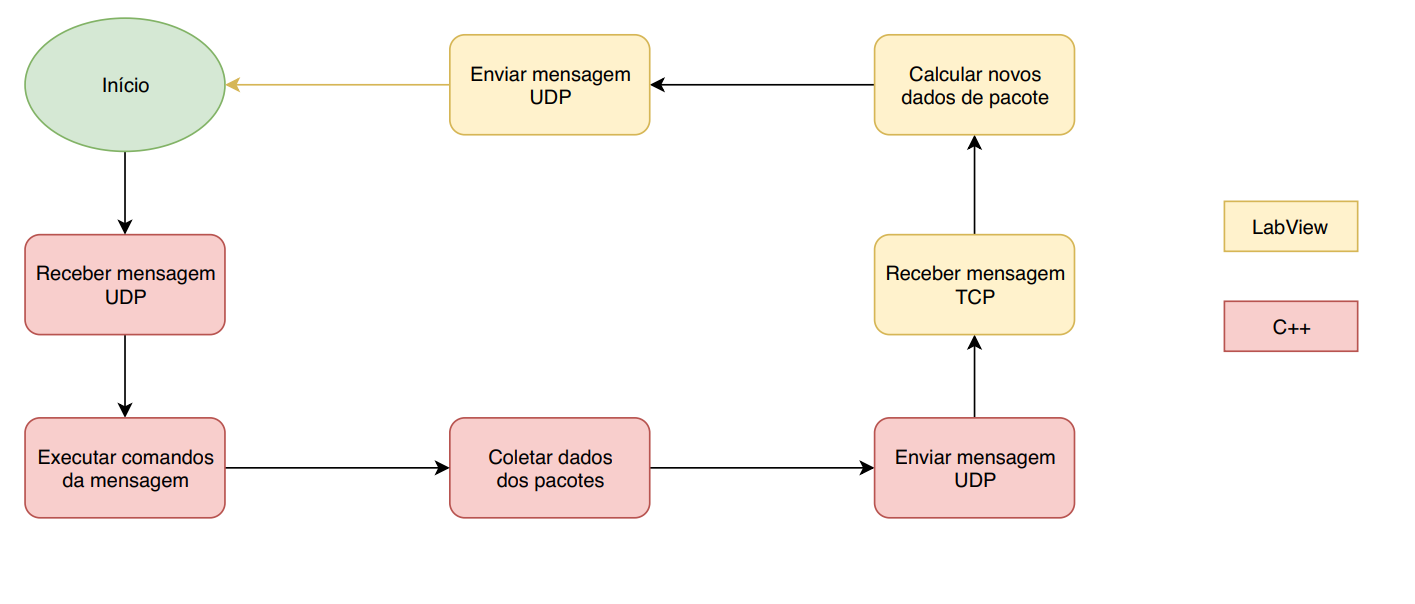 Início
Enviar mensagem
UDP
Calcular novos
dados de pacote
Receber mensagem
UDP
Receber mensagem
TCP
LabView
C++
Executar comandos
da mensagem
Coletar dados
dos pacotes
Enviar mensagem
UDP